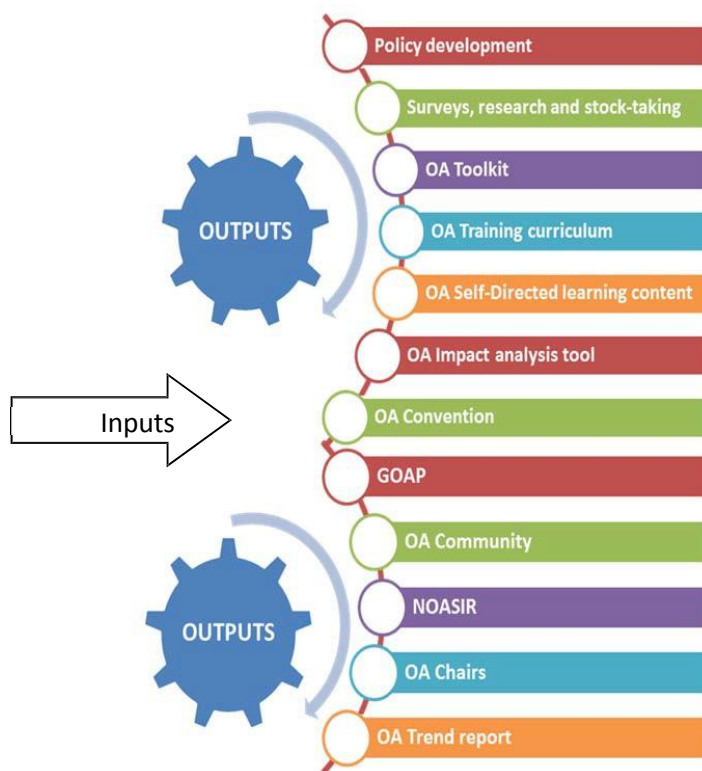 Policy development
Surveys, research and stock-taking
OA Toolkit
OUTPUTS
OA Training curriculum
OA Self-Directed learning content
OA Impact analysis tool
Inputs
OA Convention
GOAP
OA Community
NOASIR
OUTPUTS
OA Chairs
OA Trend report